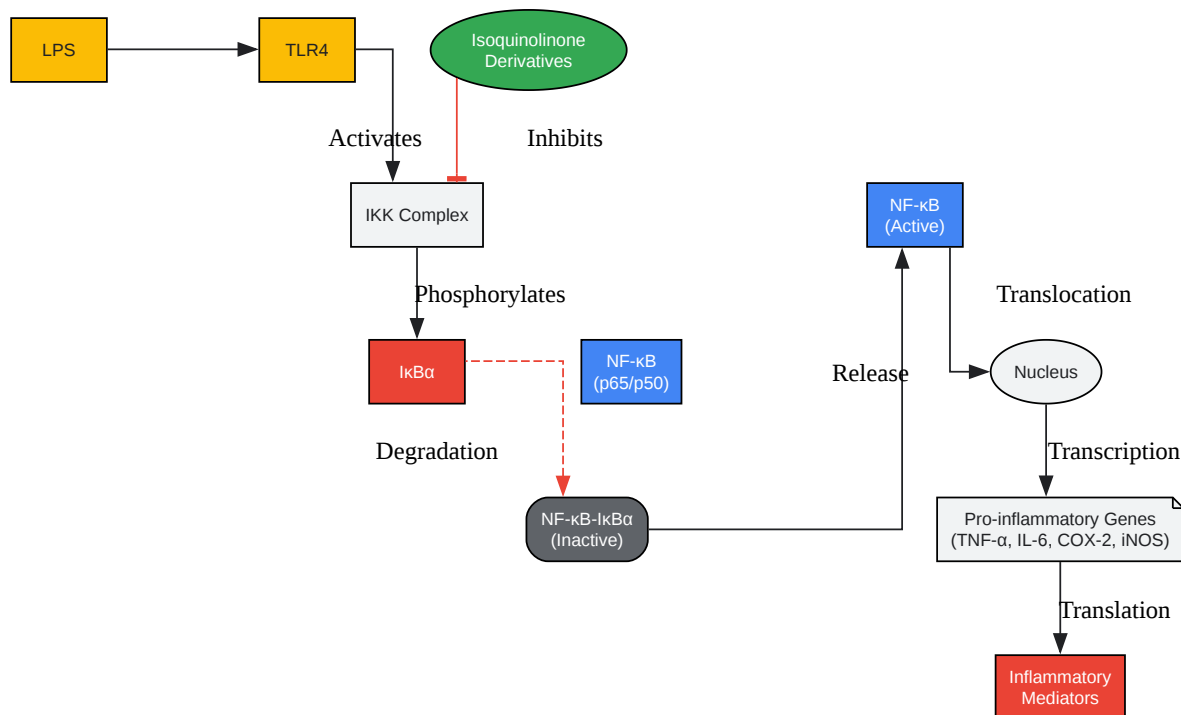 LPS
TLR4
Isoquinolinone
Derivatives
Activates
Inhibits
IKK Complex
NF-κB
(Active)
Phosphorylates
Translocation
IκBα
NF-κB
(p65/p50)
Release
Nucleus
Degradation
Transcription
NF-κB-IκBα
(Inactive)
Pro-inflammatory Genes
(TNF-α, IL-6, COX-2, iNOS)
Translation
Inflammatory
Mediators